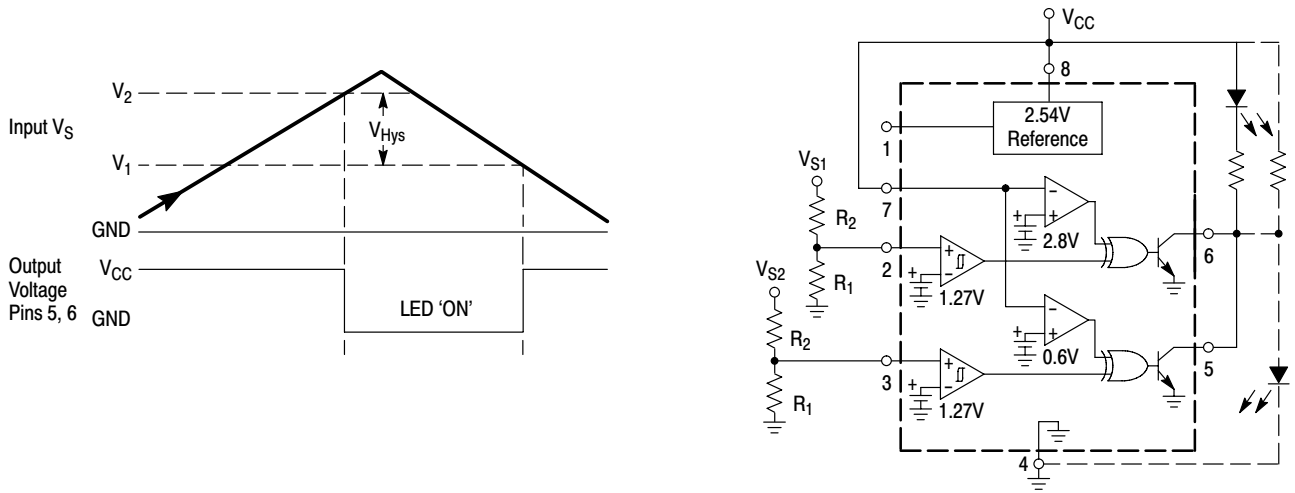 V2
Input VS
VHys
V1
GND
Output
Voltage
Pins 5, 6
VCC
GND
LED 'ON'
VCC
8
2.54V
Reference
1
VS1
7
R2
-
+
+
2.8V
6
2
+
-
+
1.27V
R1
VS2
R2
-
+
+
0.6V
5
3
+
-
+
1.27V
R1
4